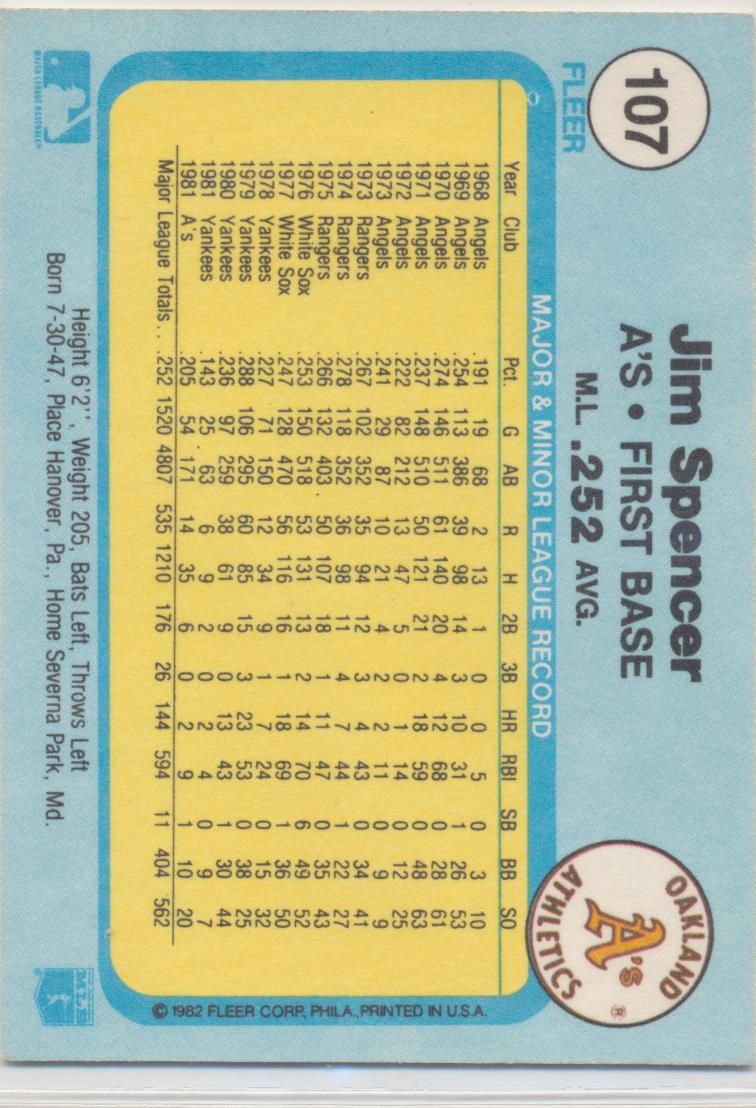 107
FLEER
Jim Spencer
A'S • FIRST BASE
M.L. .252 AVG.
OAKLAND
A's ®
ATHLETICS
MAJOR & MINOR LEAGUE RECORD
Year Club Pct. G AB R H 2B 3B HR RBI SB BB SO
1968 Angels .191 19 68 2 13 1 0 0 5 0 3 10
1969 Angels .254 113 386 39 98 14 3 10 31 1 26 53
1970 Angels .274 146 511 61 140 20 4 12 68 0 28 61
1971 Angels .237 148 510 50 121 21 2 18 59 0 48 63
1972 Angels .222 82 212 13 47 5 0 1 14 0 12 25
1973 Angels .241 29 87 10 21 4 2 2 11 0 9 9
1973 Rangers .267 102 352 35 94 12 3 4 43 0 34 41
1974 Rangers .278 118 352 36 98 11 4 7 44 1 22 27
1975 Rangers .266 132 403 50 107 18 1 11 47 0 35 43
1976 White Sox .253 150 518 53 131 13 2 14 70 6 49 52
1977 White Sox .247 128 470 56 116 16 1 18 69 1 36 50
1978 Yankees .227 71 150 12 34 9 1 7 24 0 15 32
1979 Yankees .288 106 295 60 85 15 3 23 53 0 38 25
1980 Yankees .236 97 259 38 61 9 0 13 43 1 30 44
1981 Yankees .143 25 63 6 9 2 0 2 4 0 9 7
1981 A's .205 54 171 14 35 6 0 2 9 1 10 20
Major League Totals . . .252 1520 4807 535 1210 176 26 144 594 11 404 562
© 1982 FLEER CORP., PHILA., PRINTED IN U.S.A.
Height 6'2'', Weight 205, Bats Left, Throws Left
Born 7-30-47, Place Hanover, Pa., Home Severna Park, Md.
MAJOR LEAGUE BASEBALL